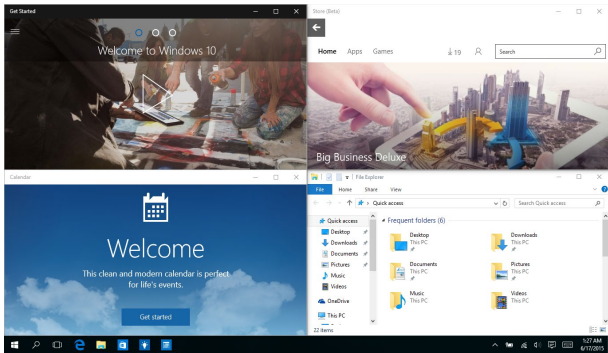 Get Started
Welcome to Windows 10
Store (Beta)
Home Apps Games
19
Search
Big Business Deluxe
Calendar
Welcome
This clean and modern calendar is perfect
for life's events.
Get started
File Explorer
File Home Share View
Quick access
Search Quick access
Quick access
Desktop
Downloads
Documents
Pictures
Music
Videos
OneDrive
This PC
Frequent folders (6)
Desktop
This PC
Downloads
This PC
Documents
This PC
Pictures
This PC
Music
This PC
Videos
This PC
22 items
1:27 AM
6/17/2015